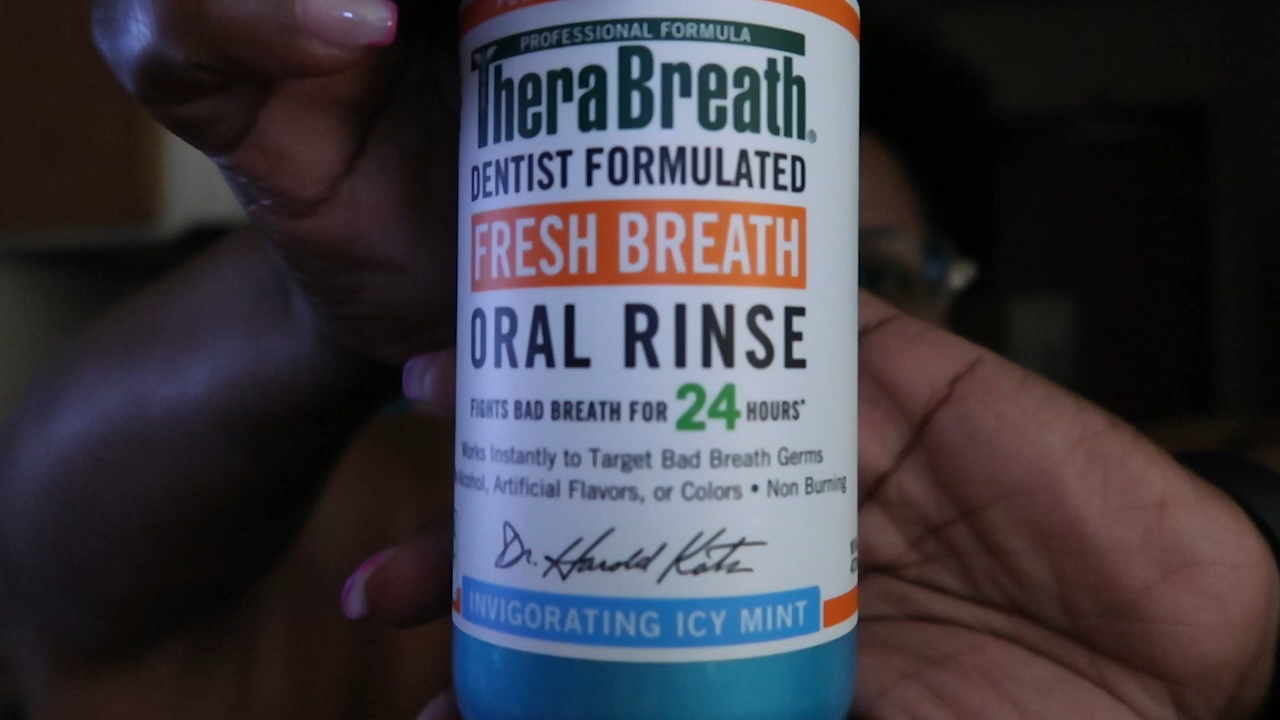 PROFESSIONAL FORMULA
TheraBreath®
DENTIST FORMULATED
FRESH BREATH
ORAL RINSE
FIGHTS BAD BREATH FOR 24 HOURS*
Works Instantly to Target Bad Breath Germs
Artificial Flavors, or Colors • Non Burning
Dr. Harold Katz
INVIGORATING ICY MINT